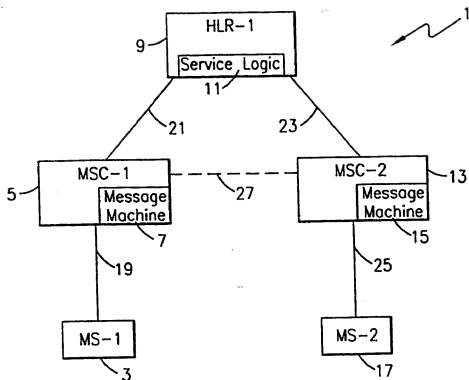 HLR-1
9
1
Service Logic
11
21
23
MSC-1
MSC-2
5
13
27
Message
Machine
Message
Machine
7
15
19
25
MS-1
MS-2
3
17